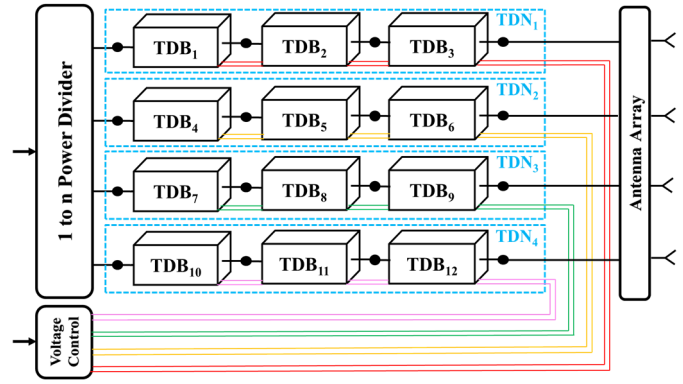 1 to n Power Divider
TDB₁ TDB₂ TDB₃ TDN₁
TDB₄ TDB₅ TDB₆ TDN₂
TDB₇ TDB₈ TDB₉ TDN₃
TDB₁₀ TDB₁₁ TDB₁₂ TDN₄
Antenna Array
Voltage
Control